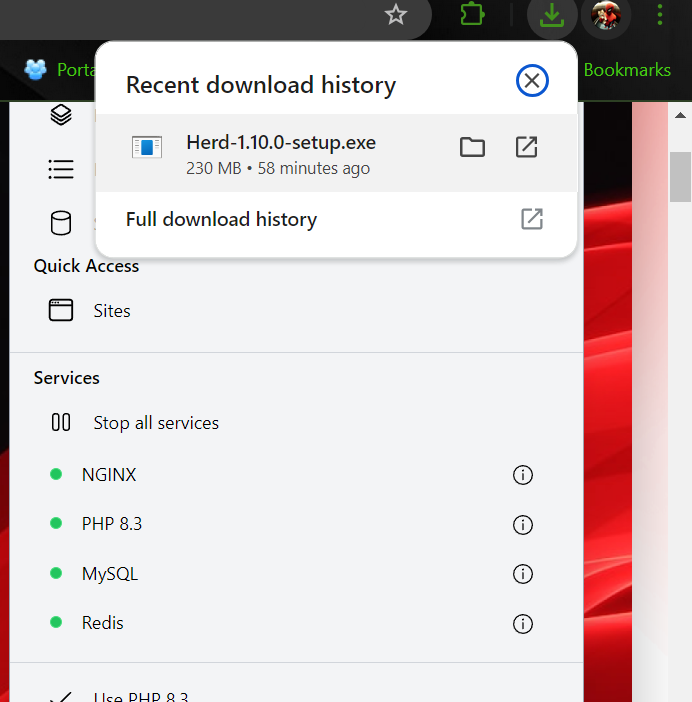 Porta
Bookmarks
Recent download history
Herd-1.10.0-setup.exe
230 MB • 58 minutes ago
Full download history
Quick Access
Sites
Services
Stop all services
NGINX
PHP 8.3
MySQL
Redis
Use PHP 8.3